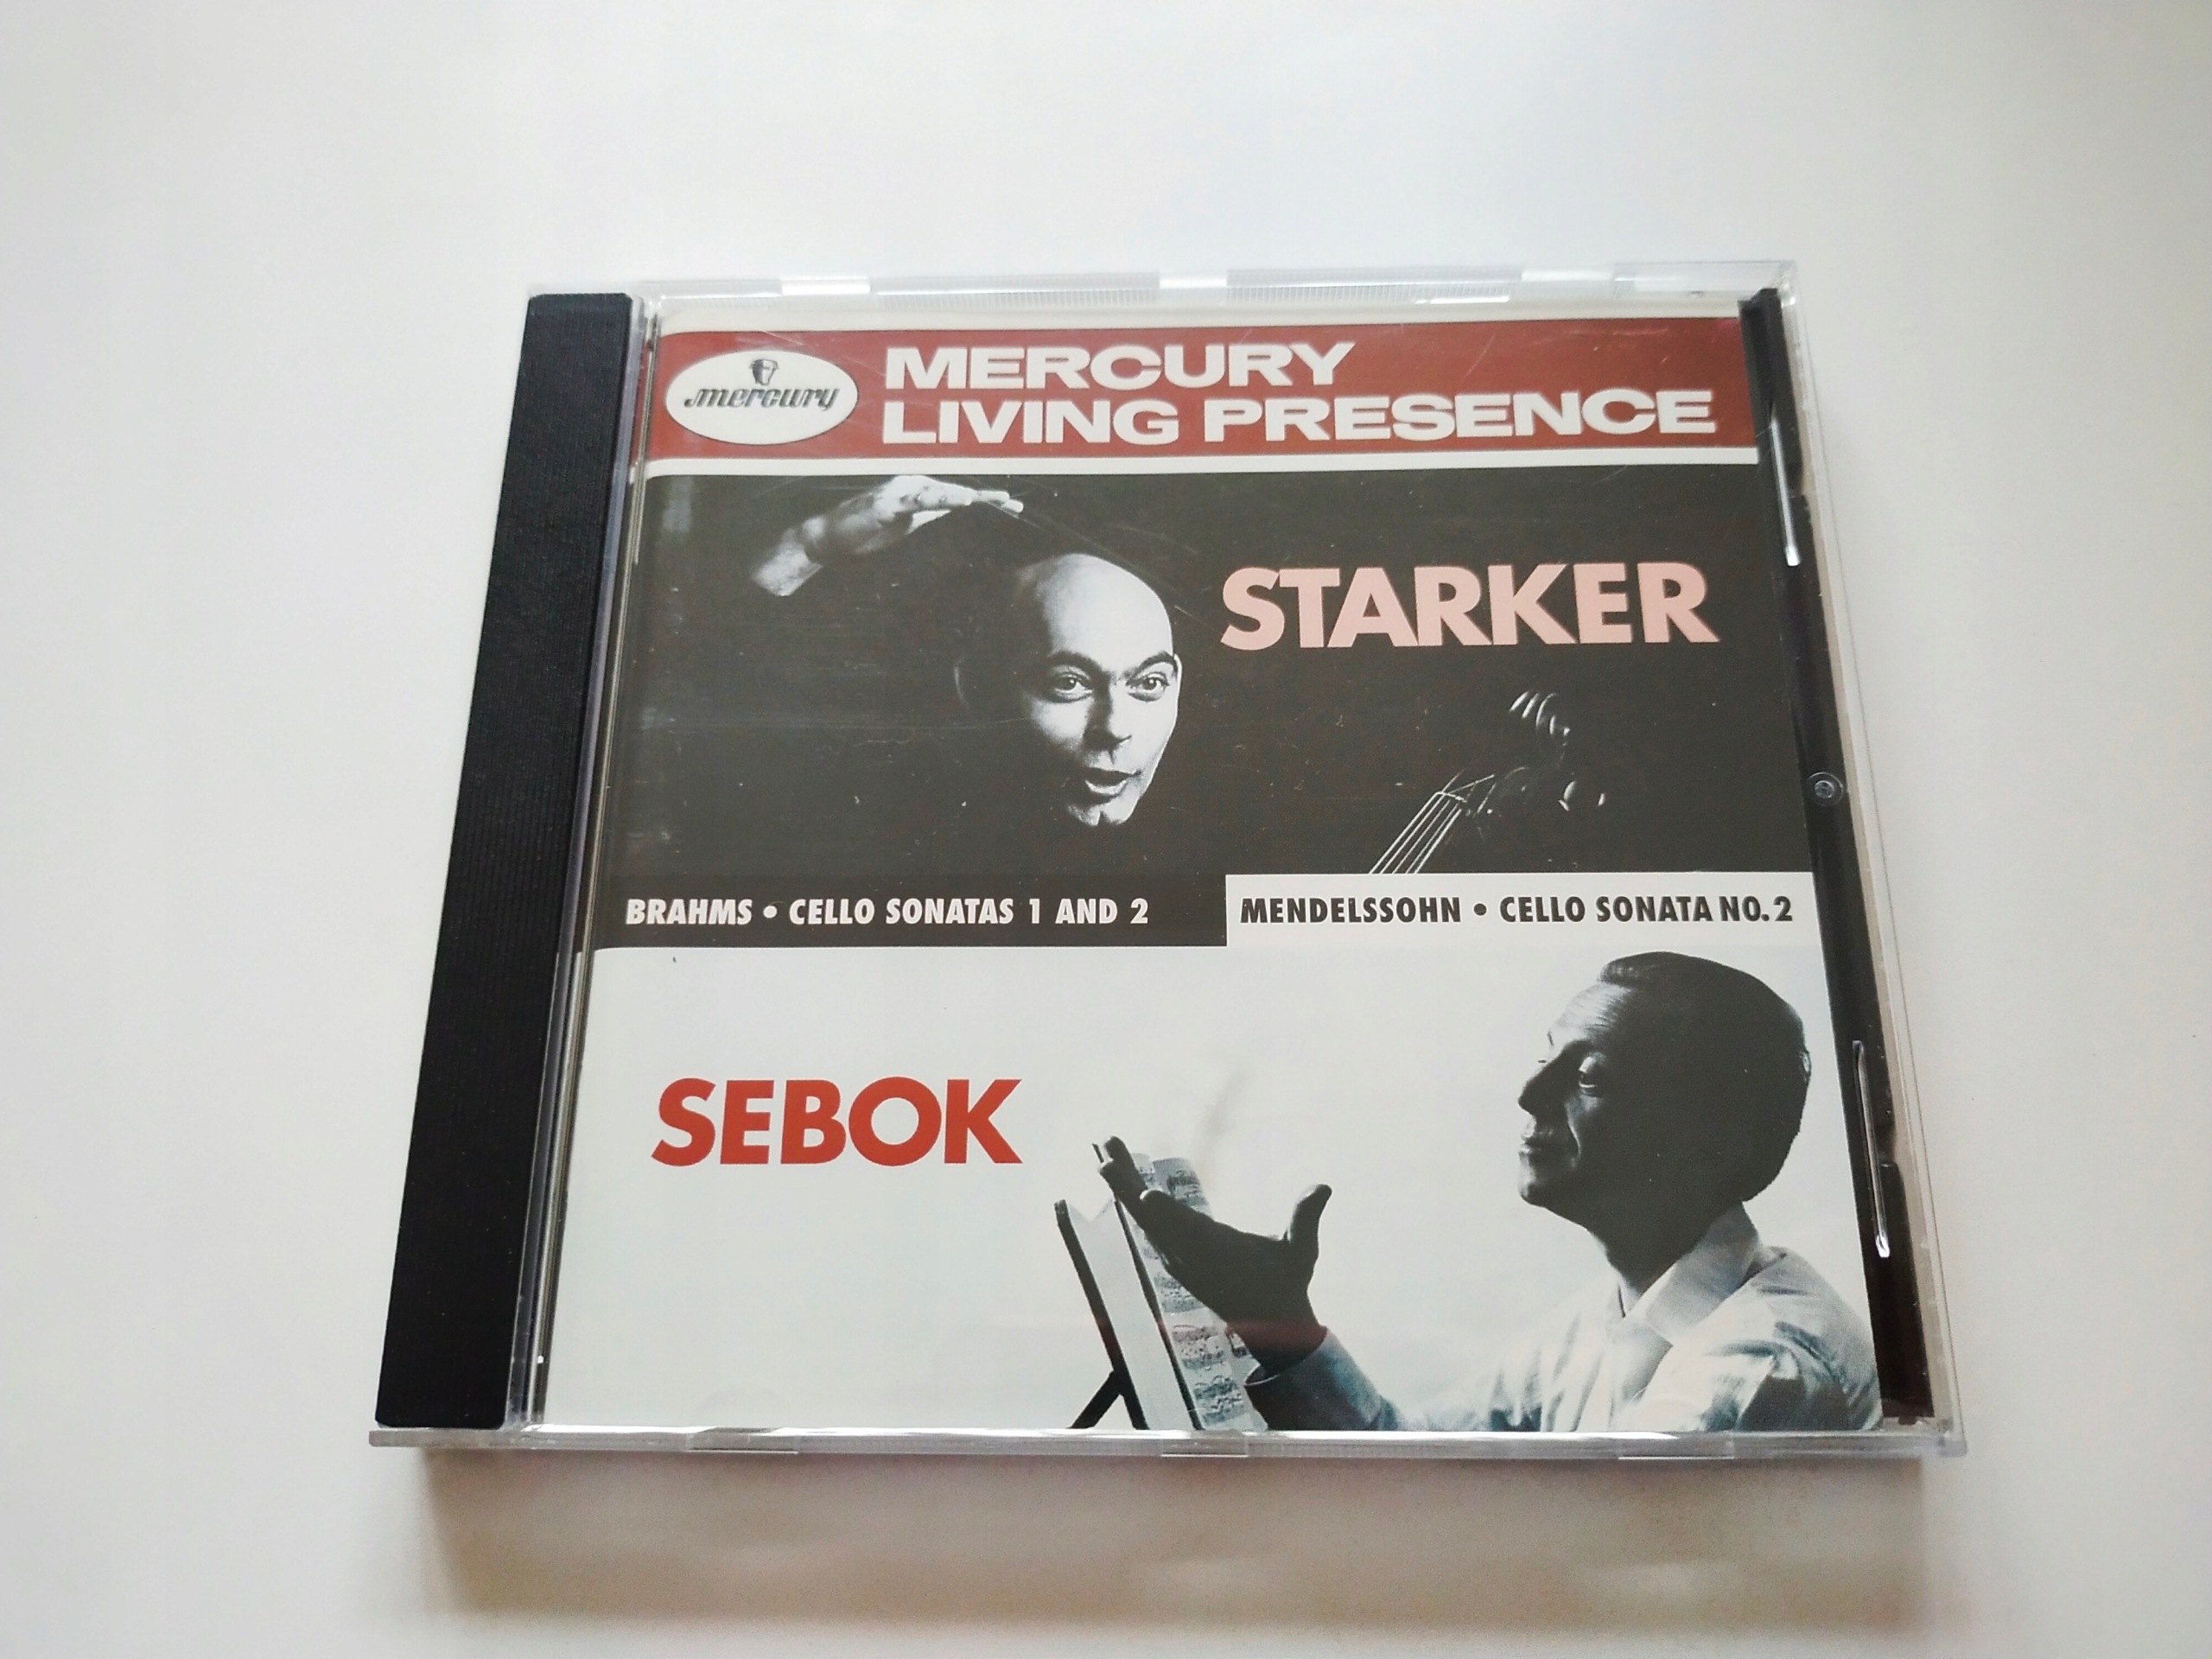 mercury
MERCURY
LIVING PRESENCE
STARKER
BRAHMS • CELLO SONATAS 1 AND 2
MENDELSSOHN • CELLO SONATA NO. 2
SEBOK